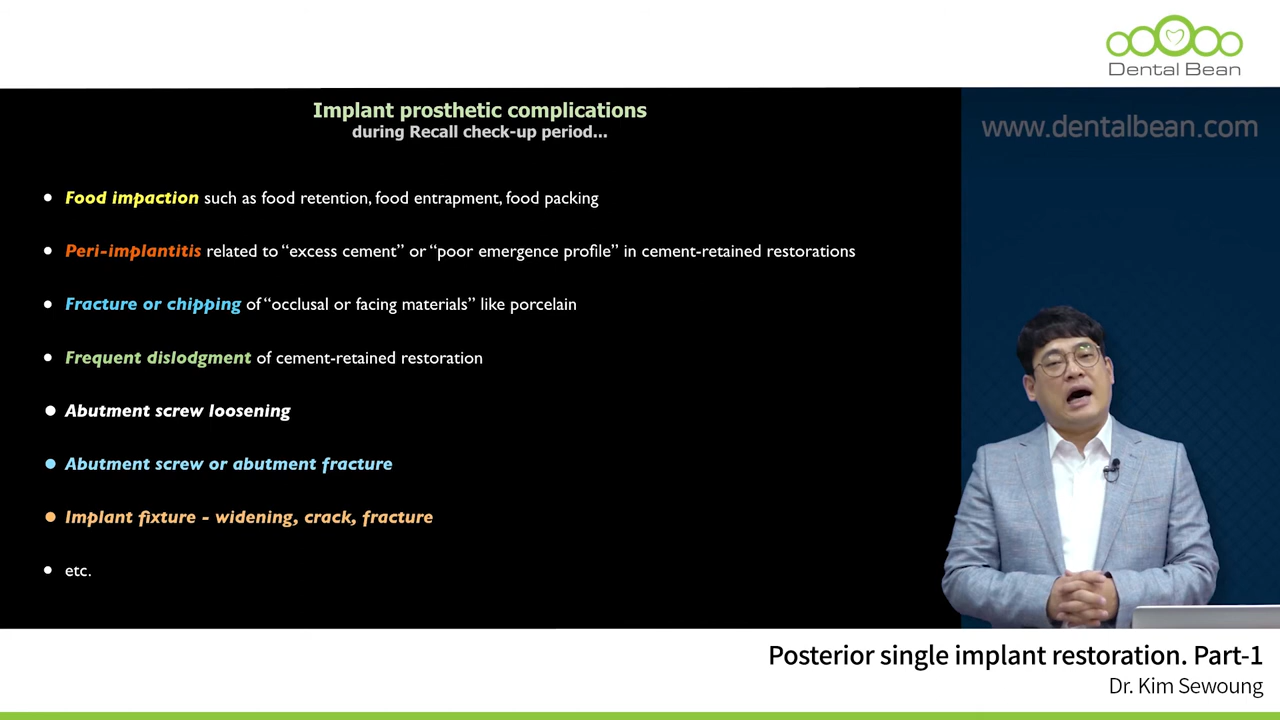 Dental Bean
Implant prosthetic complications
during Recall check-up period...
www.dentalbean.com
• Food impaction such as food retention, food entrapment, food packing
• Peri-implantitis related to “excess cement” or “poor emergence profile” in cement-retained restorations
• Fracture or chipping of “occlusal or facing materials” like porcelain
• Frequent dislodgment of cement-retained restoration
• Abutment screw loosening
• Abutment screw or abutment fracture
• Implant fixture - widening, crack, fracture
• etc.
Posterior single implant restoration. Part-1
Dr. Kim Sewoung